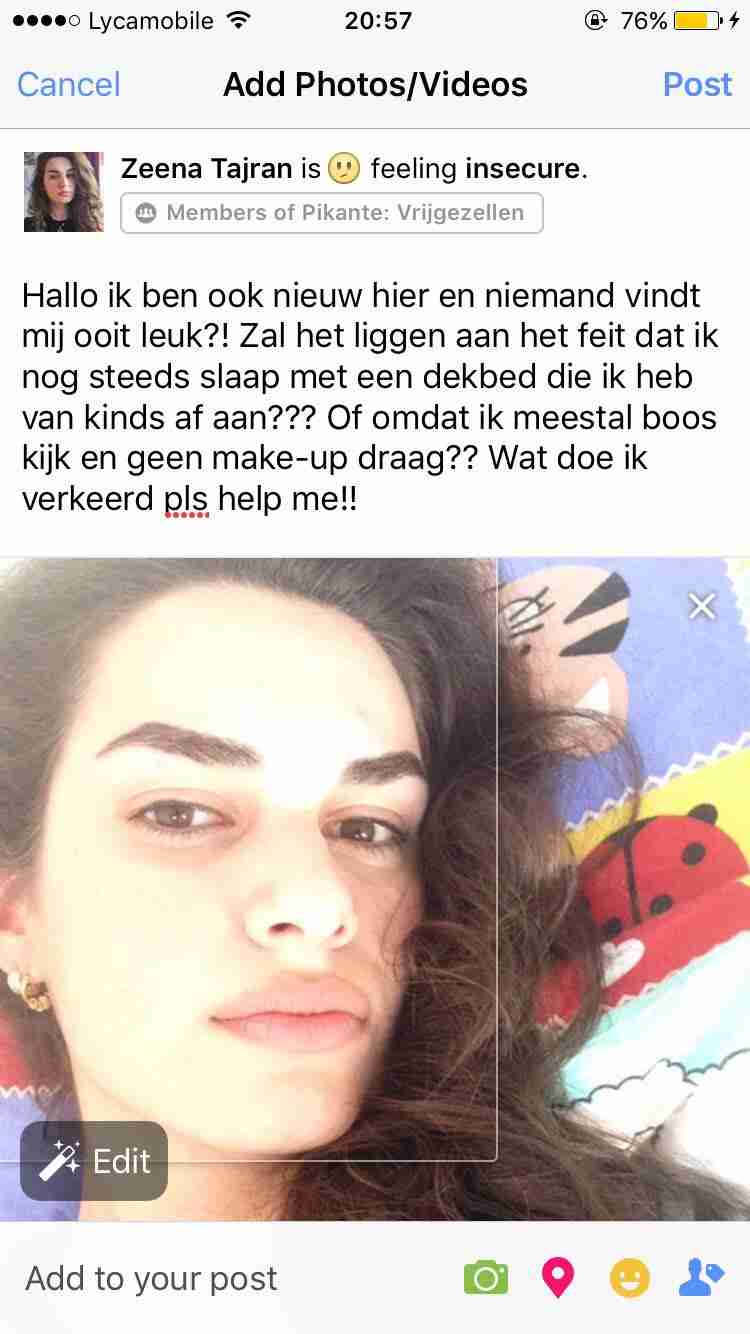 Lycamobile 20:57 76%
Cancel Add Photos/Videos Post
Zeena Tajran is feeling insecure.
Members of Pikante: Vrijgezellen
Hallo ik ben ook nieuw hier en niemand vindt
mij ooit leuk?! Zal het liggen aan het feit dat ik
nog steeds slaap met een dekbed die ik heb
van kinds af aan??? Of omdat ik meestal boos
kijk en geen make-up draag?? Wat doe ik
verkeerd pls help me!!
Edit
Add to your post